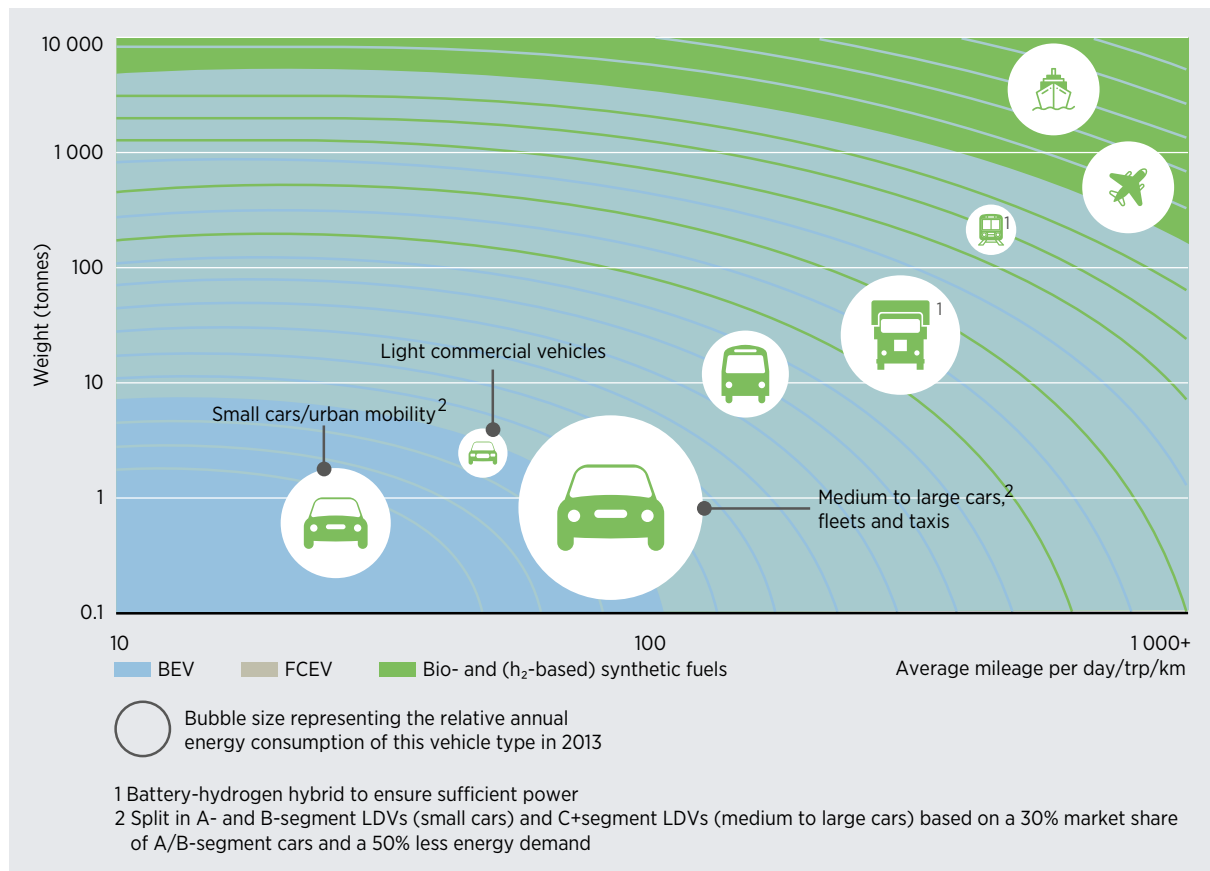 10 000
1 000
100
10
1
0.1
Weight (tonnes)
1
1
Light commercial vehicles
Small cars/urban mobility2
Medium to large cars,2
fleets and taxis
10
100
1 000+
BEV
FCEV
Bio- and (h₂-based) synthetic fuels
Average mileage per day/trp/km
Bubble size representing the relative annual
energy consumption of this vehicle type in 2013
1 Battery-hydrogen hybrid to ensure sufficient power
2 Split in A- and B-segment LDVs (small cars) and C+segment LDVs (medium to large cars) based on a 30% market share
of A/B-segment cars and a 50% less energy demand